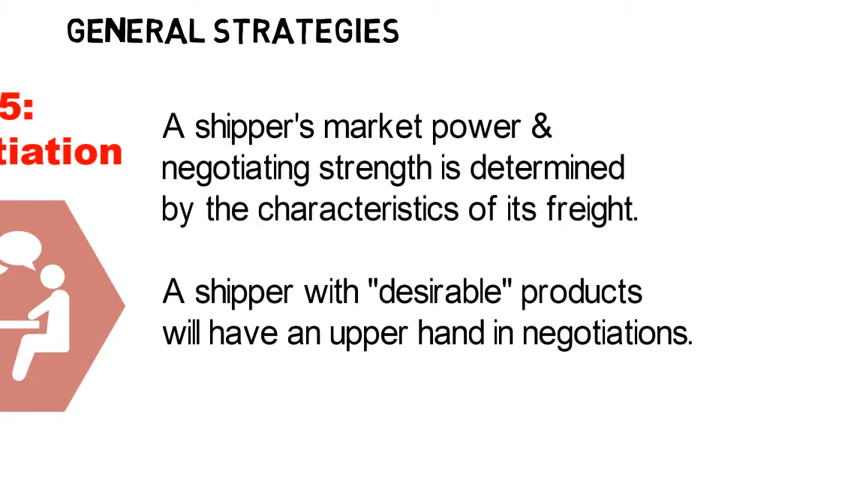 GENERAL STRATEGIES
5:
tiation
A shipper's market power &
negotiating strength is determined
by the characteristics of its freight.
A shipper with "desirable" products
will have an upper hand in negotiations.